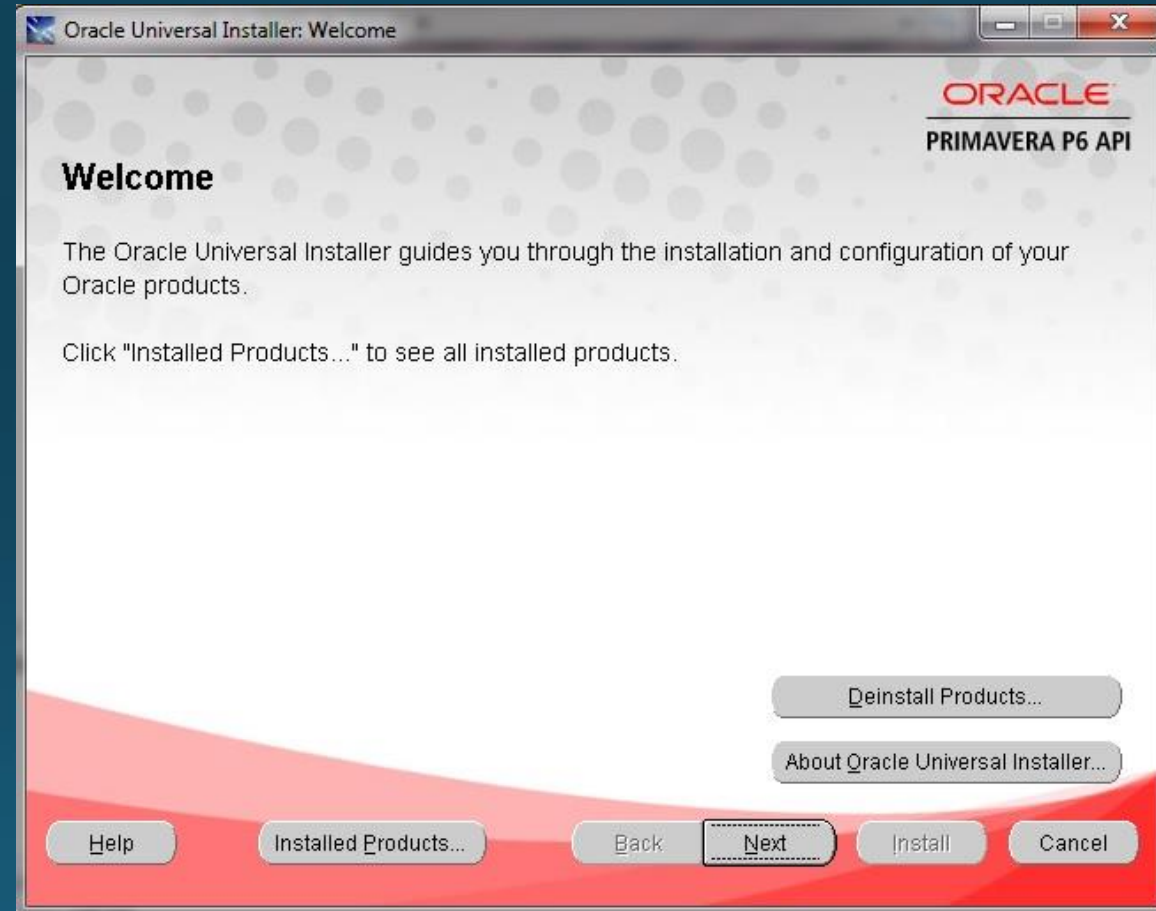 Oracle Universal Installer: Welcome
ORACLE
PRIMAVERA P6 API
Welcome
The Oracle Universal Installer guides you through the installation and configuration of your
Oracle products.
Click "Installed Products..." to see all installed products.
Deinstall Products...
About Oracle Universal Installer...
Help Installed Products... Back Next Install Cancel